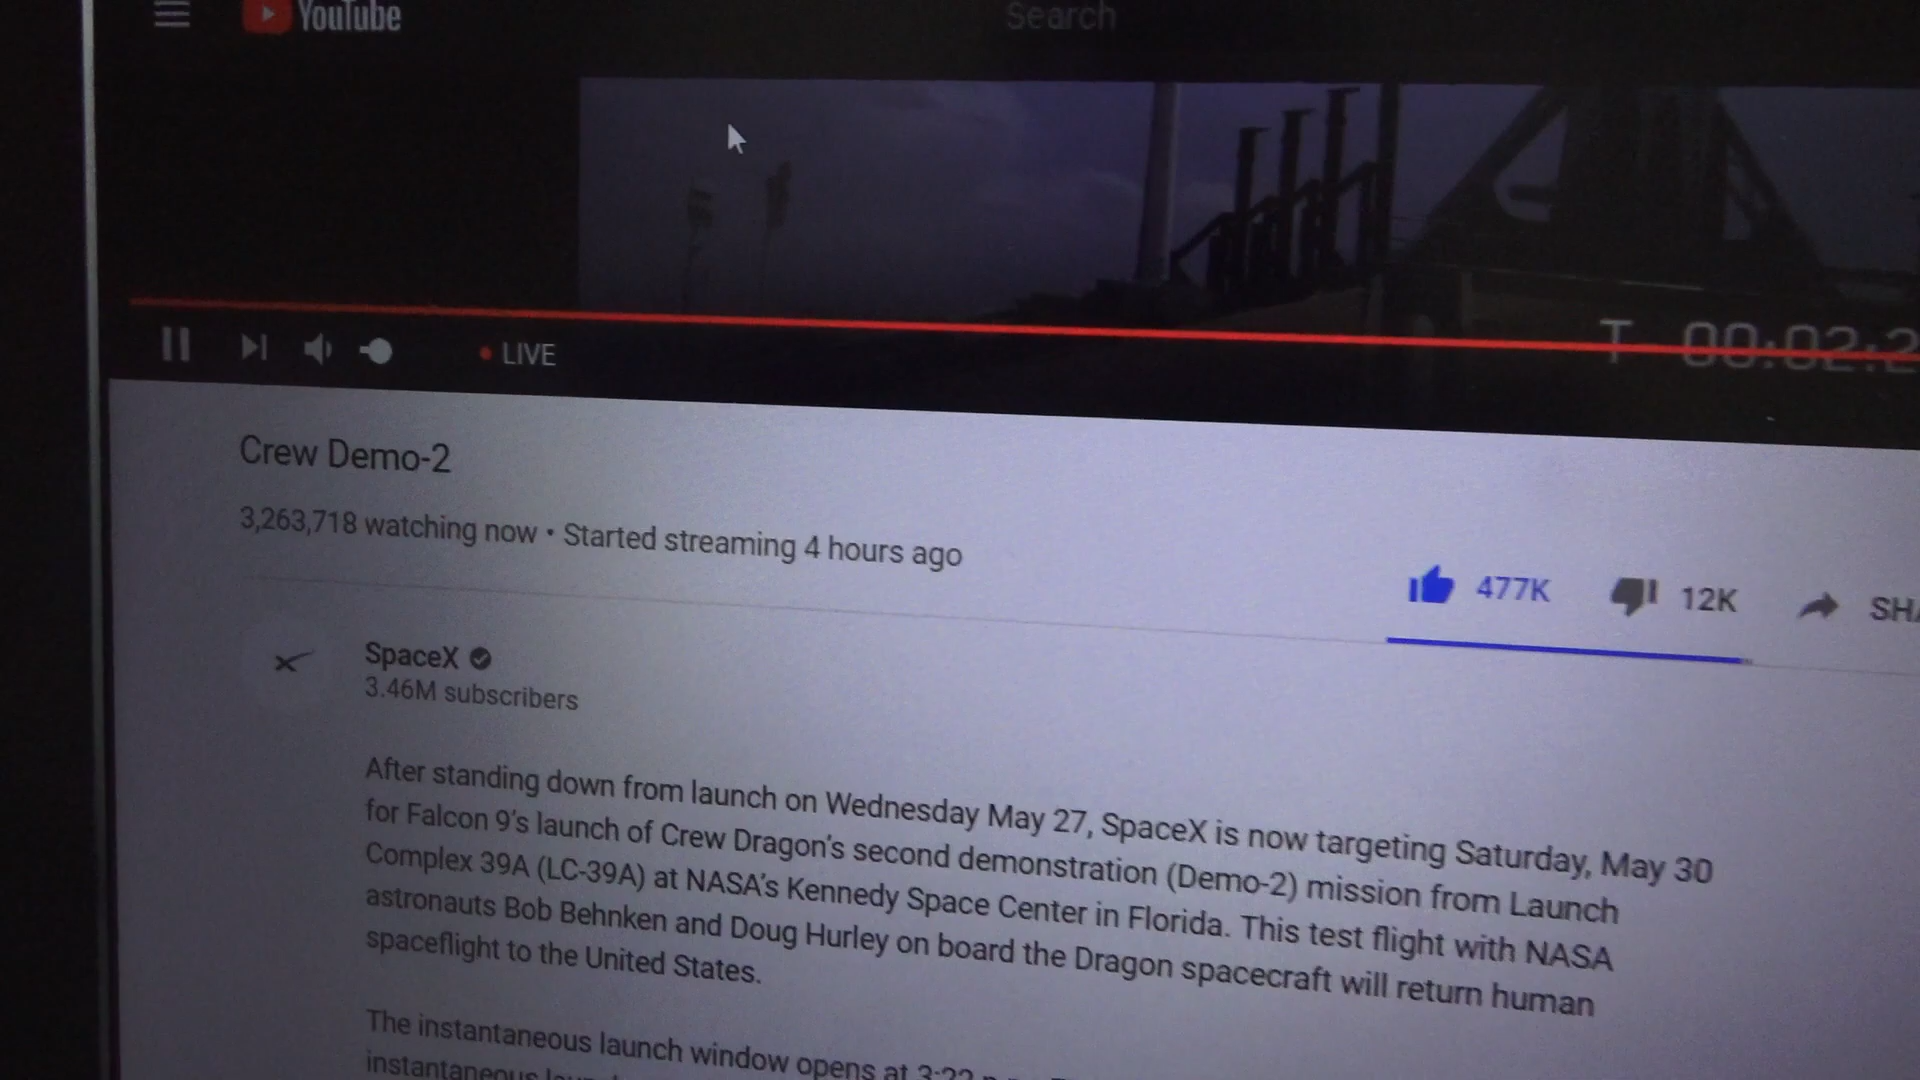 YouTube
Search
T- 00:02:2
LIVE
Crew Demo-2
3,263,718 watching now • Started streaming 4 hours ago
477K
12K
SHA
SpaceX
3.46M subscribers
After standing down from launch on Wednesday May 27, SpaceX is now targeting Saturday, May 30
for Falcon 9's launch of Crew Dragon's second demonstration (Demo-2) mission from Launch
Complex 39A (LC-39A) at NASA's Kennedy Space Center in Florida. This test flight with NASA
astronauts Bob Behnken and Doug Hurley on board the Dragon spacecraft will return human
spaceflight to the United States.
The instantaneous launch window opens at 3:22 p
instantaneous